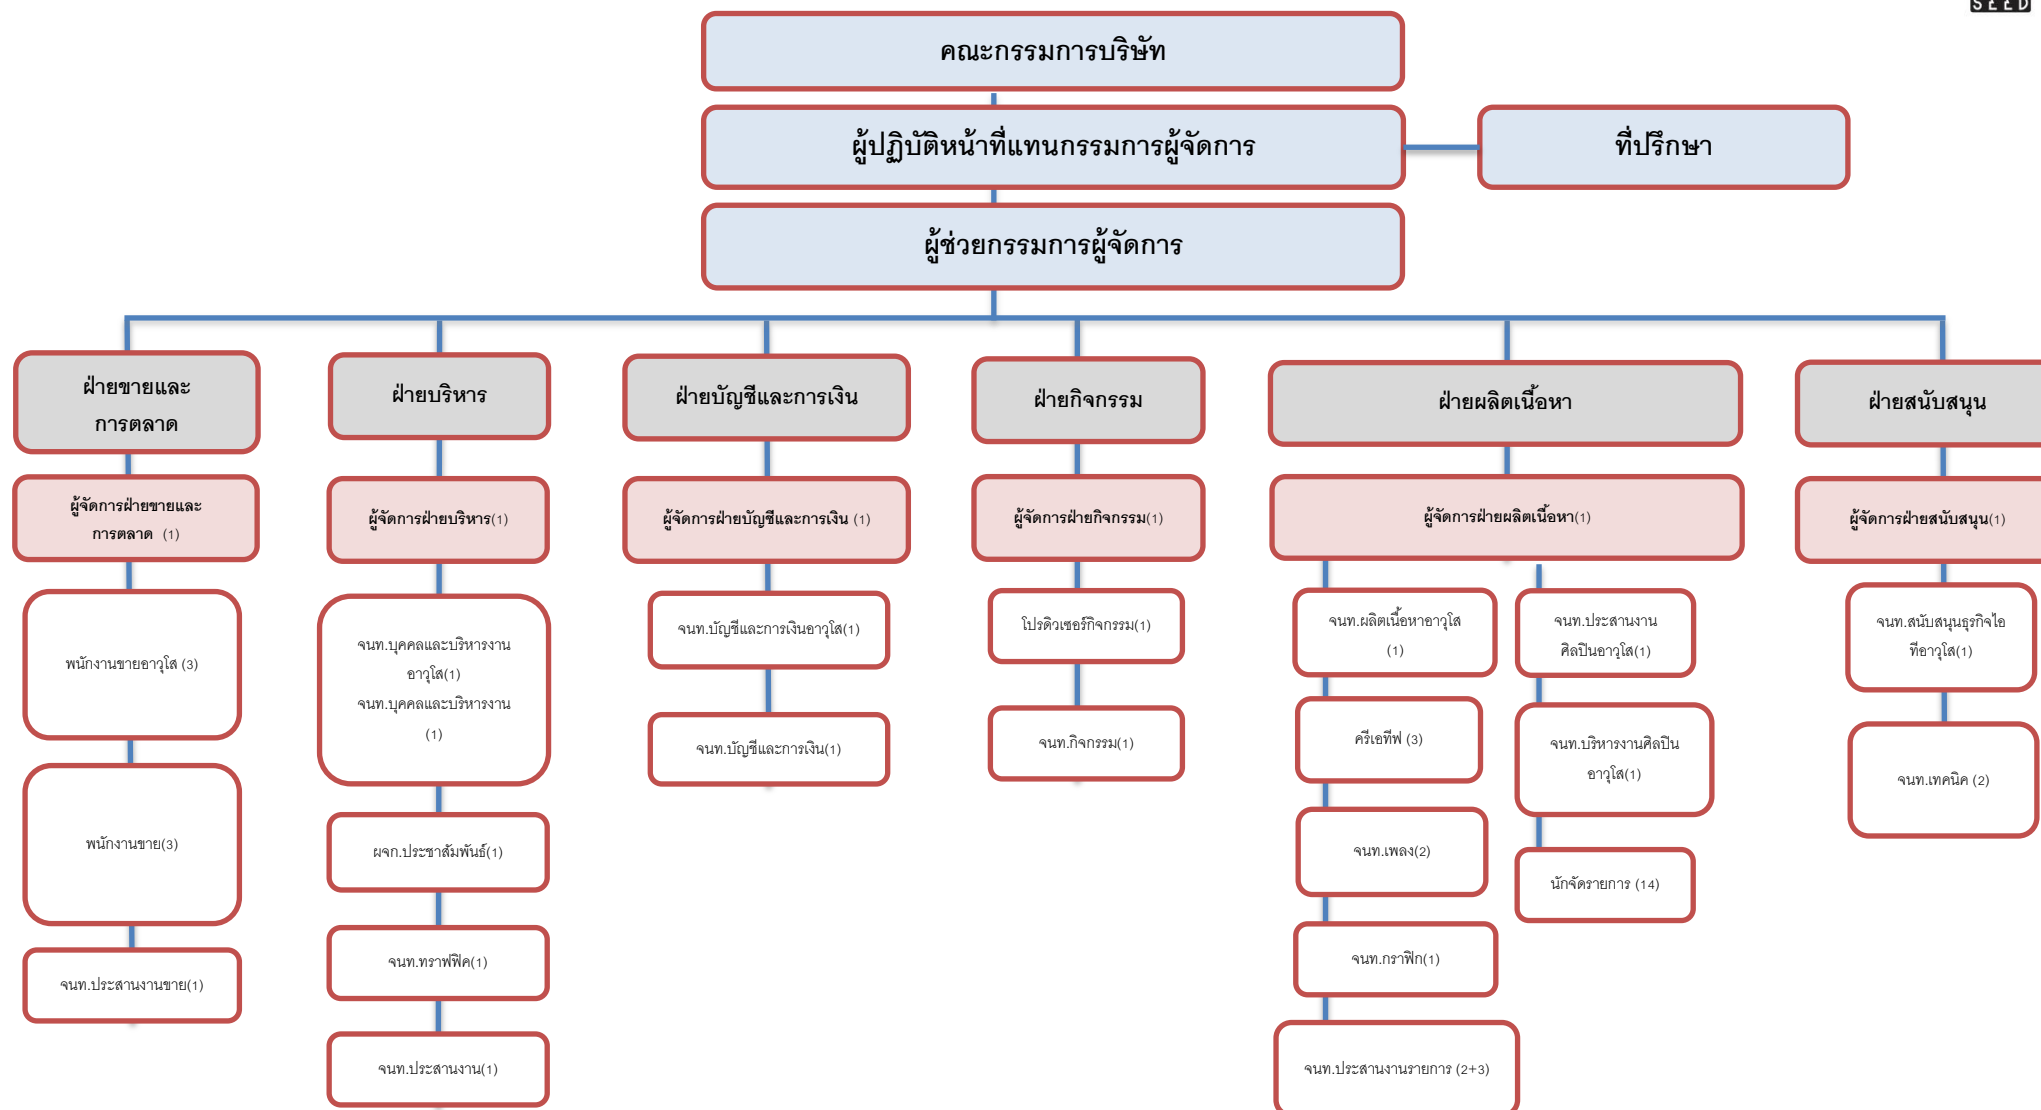 SEED
คณะกรรมการบริษัท
ผู้ปฏิบัติหน้าที่แทนกรรมการผู้จัดการ
ที่ปรึกษา
ผู้ช่วยกรรมการผู้จัดการ
ฝ่ายขายและ
การตลาด
ฝ่ายบริหาร
ฝ่ายบัญชีและการเงิน
ฝ่ายกิจกรรม
ฝ่ายผลิตเนื้อหา
ฝ่ายสนับสนุน
ผู้จัดการฝ่ายขายและ
การตลาด (1)
ผู้จัดการฝ่ายบริหาร(1)
ผู้จัดการฝ่ายบัญชีและการเงิน (1)
ผู้จัดการฝ่ายกิจกรรม(1)
ผู้จัดการฝ่ายผลิตเนื้อหา(1)
ผู้จัดการฝ่ายสนับสนุน(1)
พนักงานขายอาวุโส (3)
พนักงานขาย(3)
จนท.ประสานงานขาย(1)
จนท.บุคคลและบริหารงาน
อาวุโส(1)
จนท.บุคคลและบริหารงาน
(1)
ผจก.ประชาสัมพันธ์(1)
จนท.ทราฟฟิค(1)
จนท.ประสานงาน(1)
จนท.บัญชีและการเงินอาวุโส(1)
จนท.บัญชีและการเงิน(1)
โปรดิวเซอร์กิจกรรม(1)
จนท.กิจกรรม(1)
จนท.ผลิตเนื้อหาอาวุโส
(1)
ครีเอทีฟ (3)
จนท.เพลง(2)
จนท.กราฟิก(1)
จนท.ประสานงานรายการ (2+3)
จนท.ประสานงาน
ศิลปินอาวุโส(1)
จนท.บริหารงานศิลปิน
อาวุโส(1)
นักจัดรายการ (14)
จนท.สนับสนุนธุรกิจไอ
ทีอาวุโส(1)
จนท.เทคนิค (2)